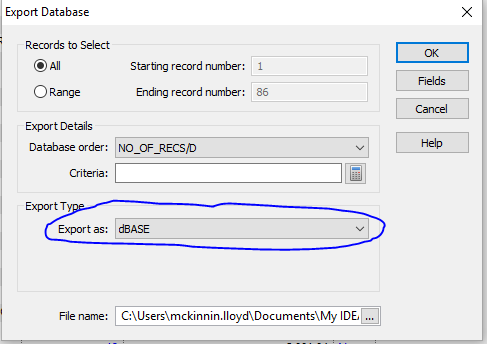 Export Database
Records to Select
All Starting record number: 1
Range Ending record number: 86
OK
Fields
Cancel
Help
Export Details
Database order: NO_OF_RECS/D
Criteria:
Export Type
Export as: dBASE
File name: C:\Users\mckinnin.lloyd\Documents\My IDEA ...